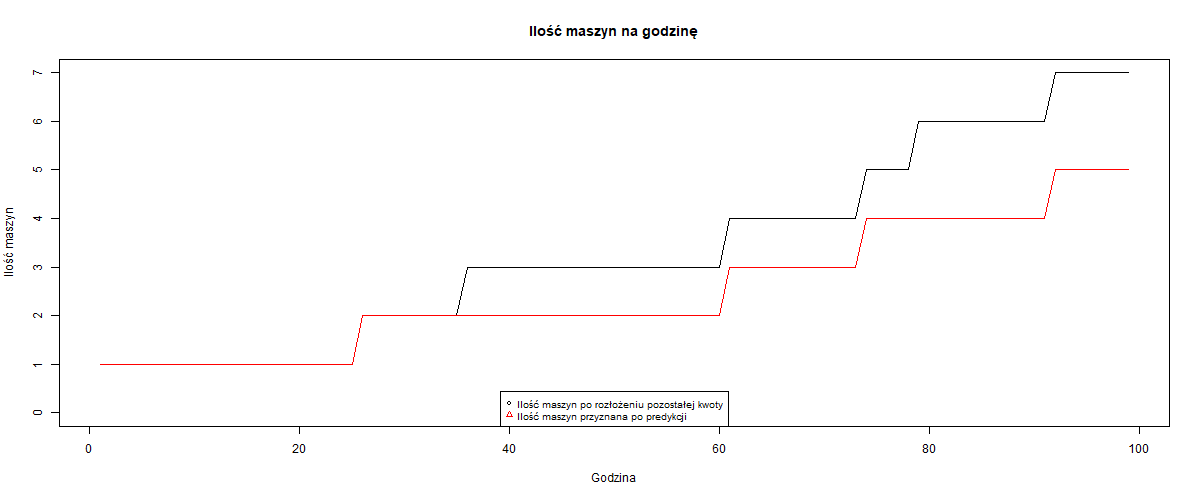 Ilość maszyn na godzinę
Ilość maszyn
7
6
5
4
3
2
1
0
Ilość maszyn po rozłożeniu pozostałej kwoty
Ilość maszyn przyznana po predykcji
0 20 40 60 80 100
Godzina